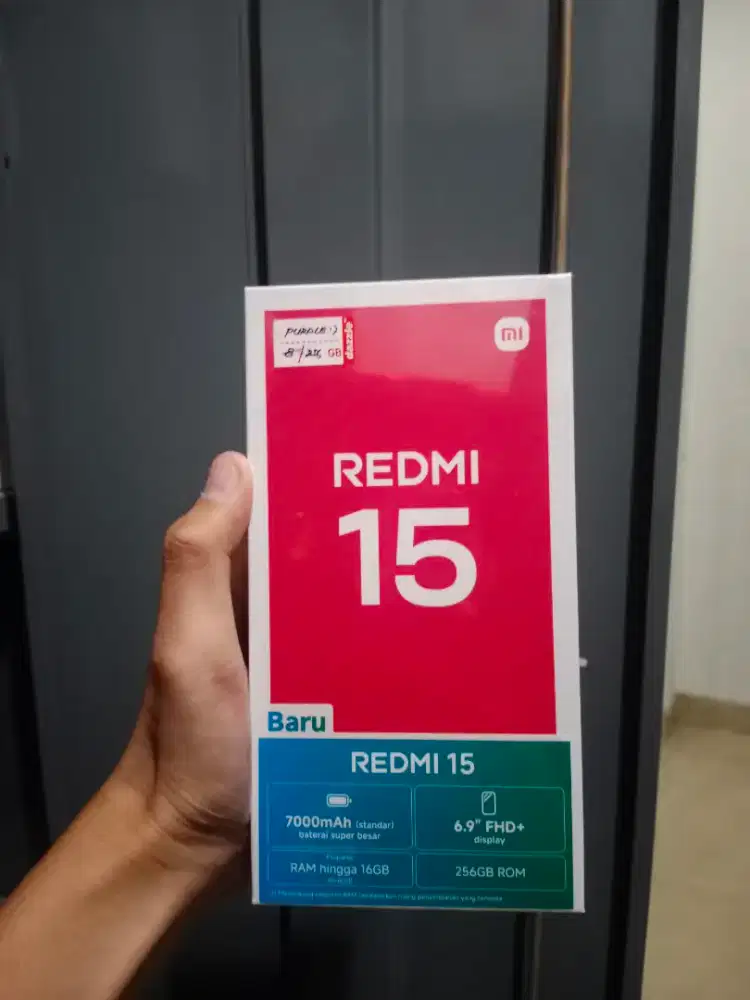 8/256 GB
dazzle
mi
REDMI
15
Baru
REDMI 15
7000mAh (standar)
baterai super besar
6.9" FHD+
display
RAM hingga 16GB
256GB ROM